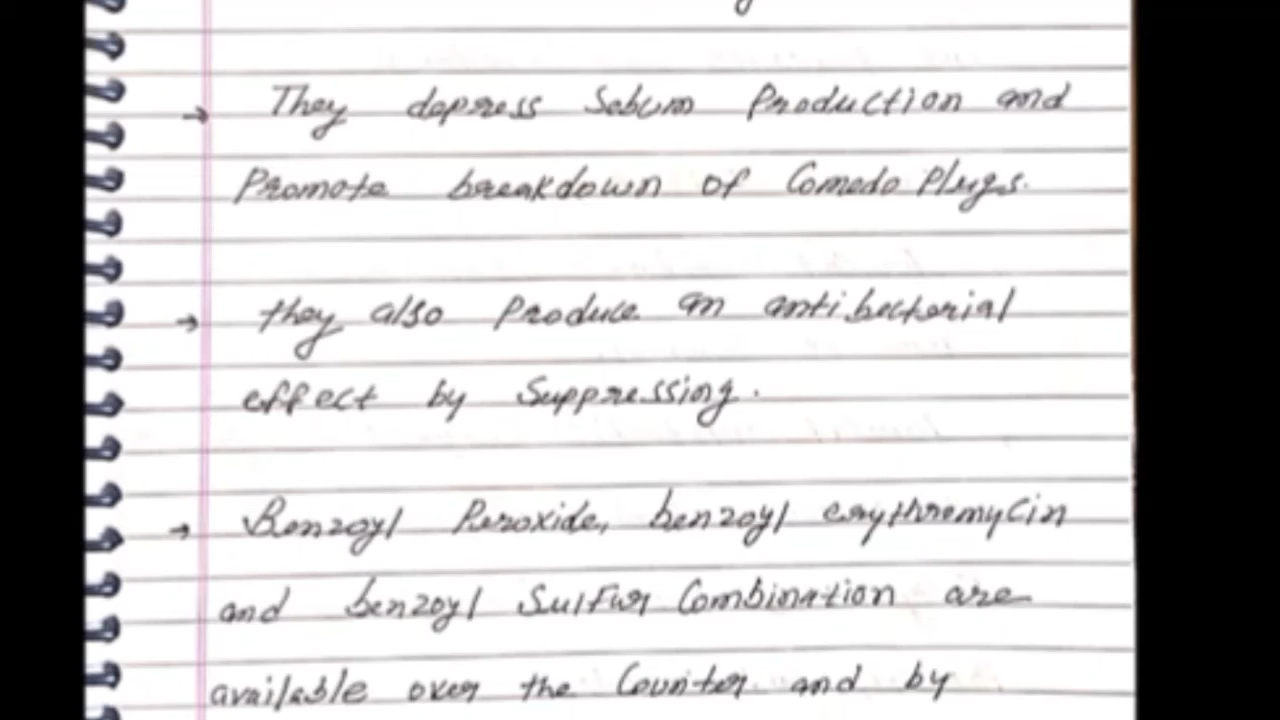 → They depress Sebum Production and
Promote breakdown of Comedo Plugs.
→ they also Produce an antibacterial
effect by Suppressing.
→ Benzoyl Peroxide, benzoyl erythromycin
and benzoyl Sulfur Combination are
available over the Counter and by